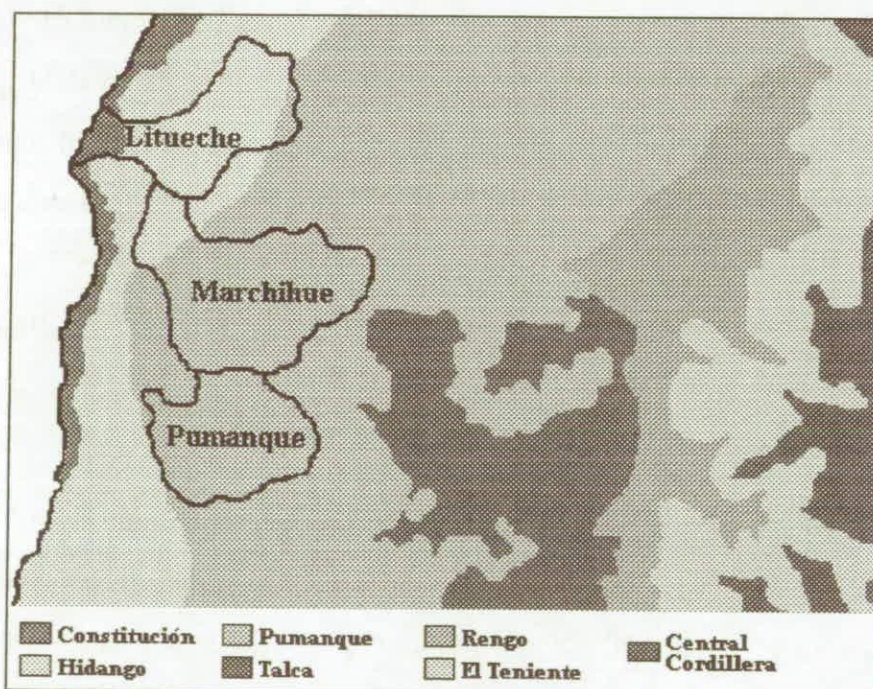 Litueche
Marchihue
Pumanque
Constitución
Pumanque
Rengo
Central
Cordillera
Hidango
Talca
El Teniente